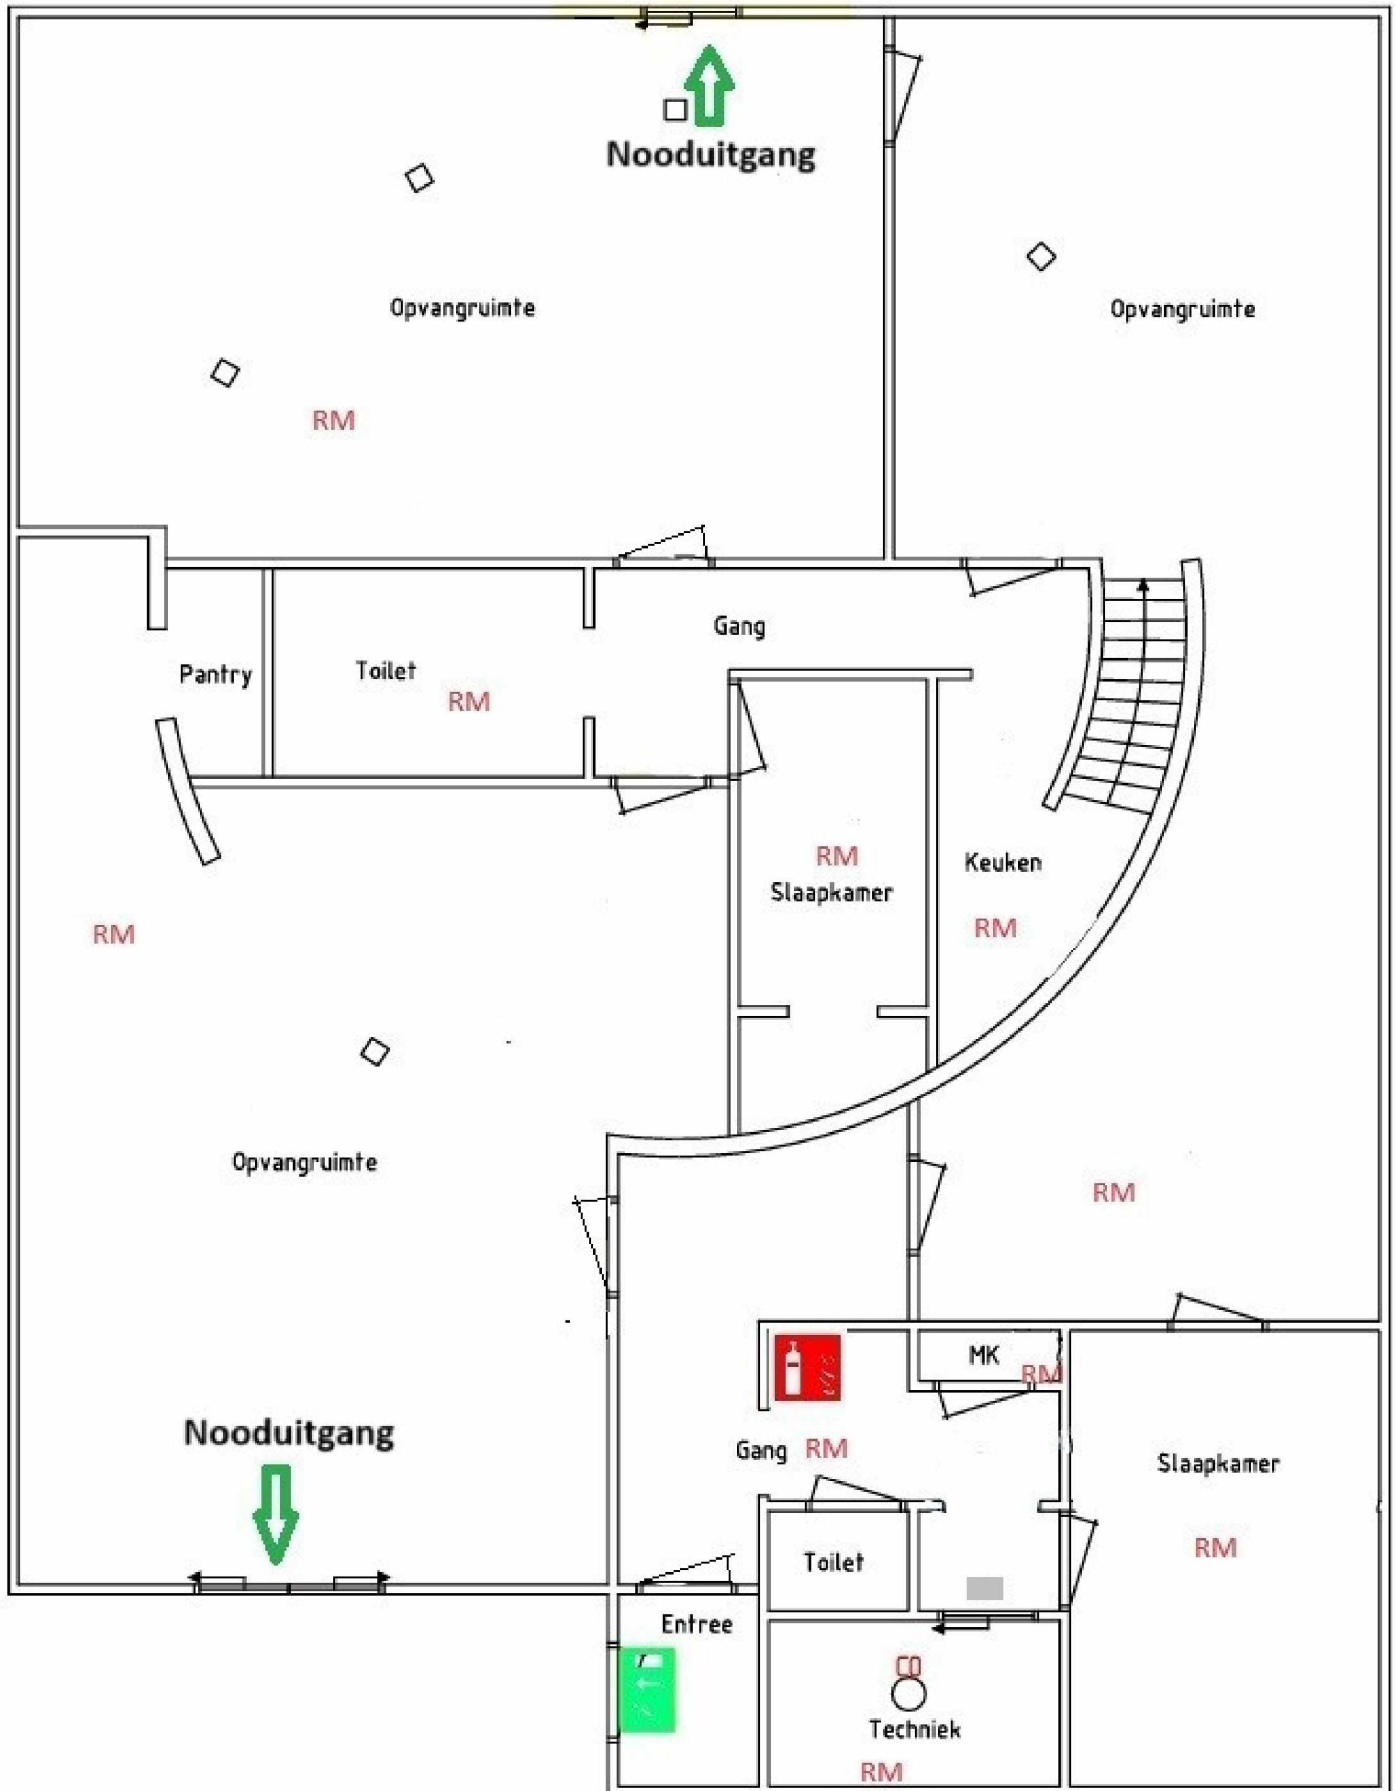 Nooduitgang
Opvangruimte
Opvangruimte
RM
Gang
Pantry
Toilet
RM
RM
Slaapkamer
Keuken
RM
RM
Opvangruimte
RM
MK
RM
Nooduitgang
Gang
RM
Slaapkamer
RM
Toilet
Entree
CO
Techniek
RM